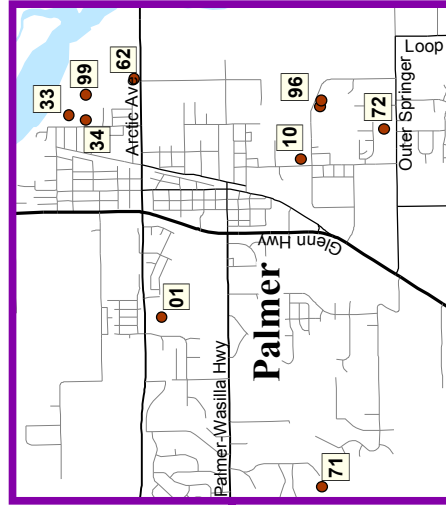 33
99
62
34
Arctic Ave
96
10
72
Outer Springer
Loop
Glenn Hwy
01
Palmer
Palmer-Wasilla Hwy
71